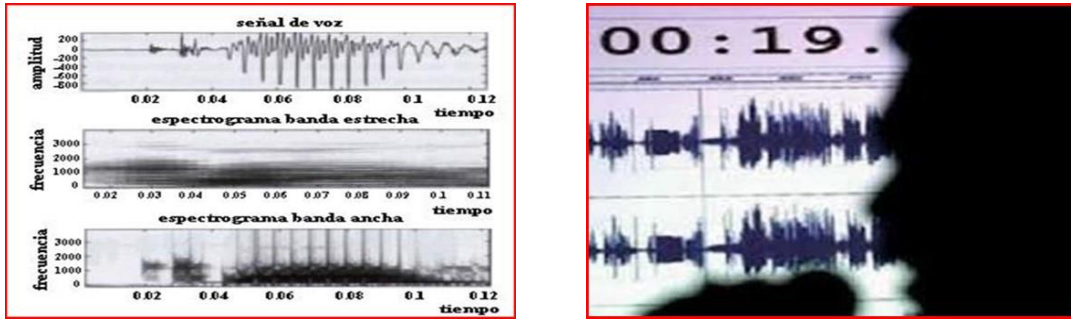 señal de voz
amplitud
200
0
-200
-400
-600
-800
0.02 0.04 0.06 0.08 0.1 0.12
tiempo
espectrograma banda estrecha
frecuencia
3000
2000
1000
0
0.02 0.03 0.04 0.05 0.06 0.07 0.08 0.09 0.1 0.11
tiempo
espectrograma banda ancha
frecuencia
3000
2000
1000
0
0.02 0.04 0.06 0.08 0.1 0.12
tiempo
00:19.